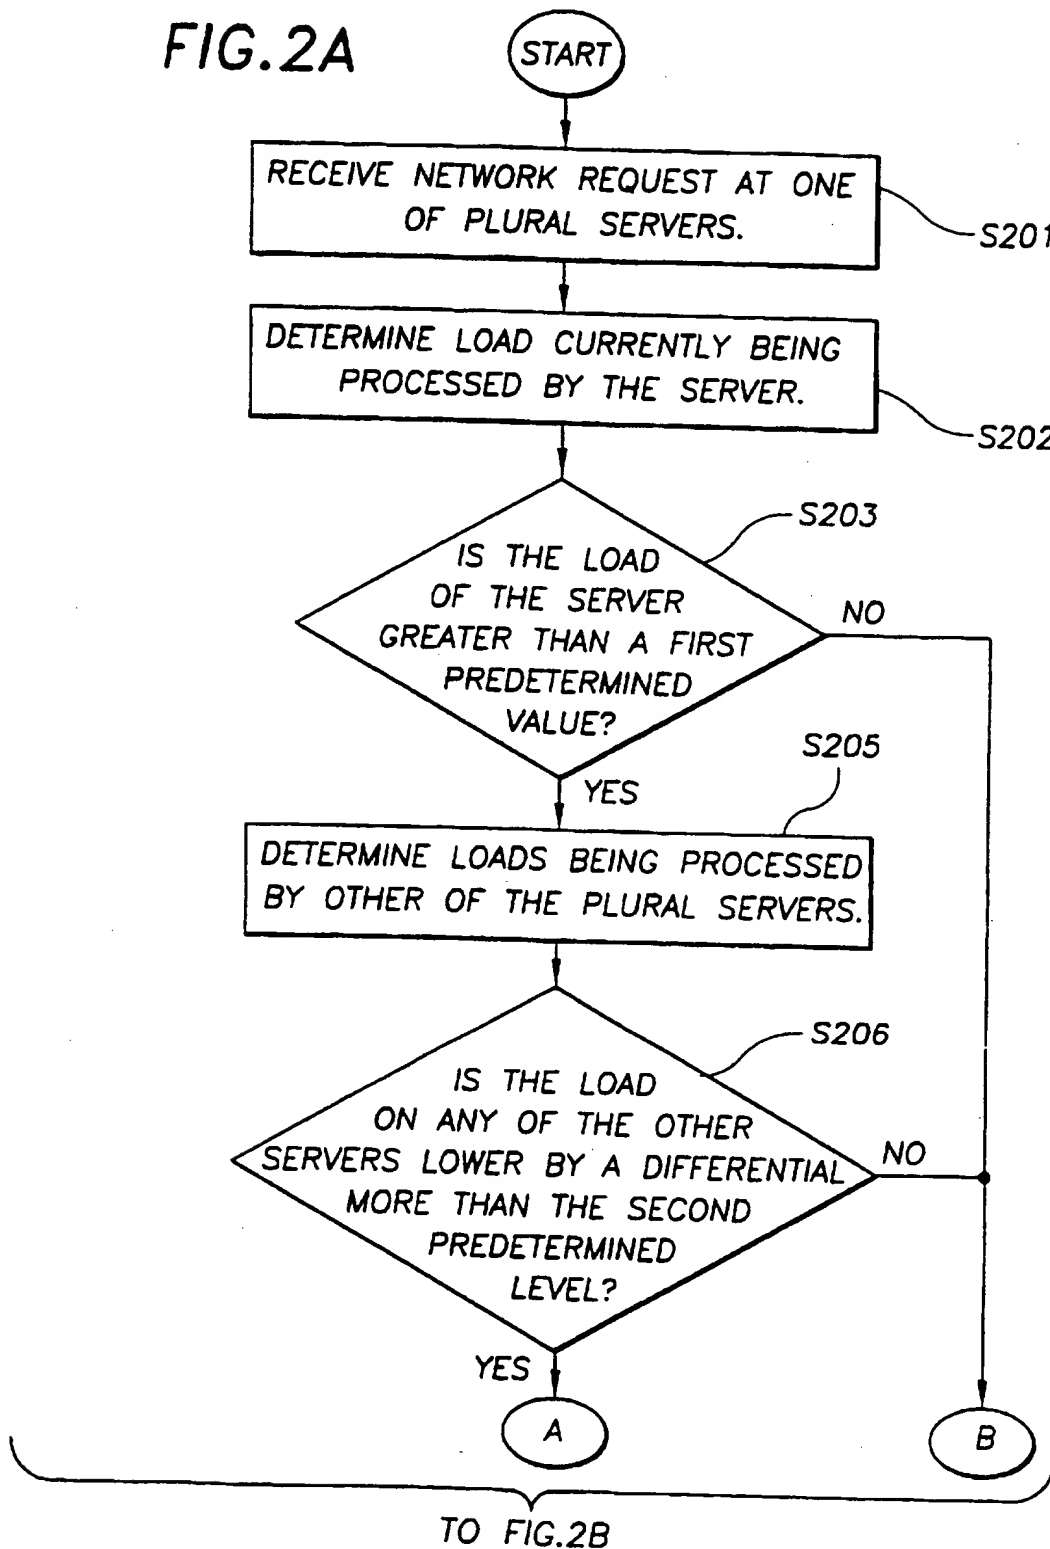 FIG.2A
START
RECEIVE NETWORK REQUEST AT ONE
OF PLURAL SERVERS.
S201
DETERMINE LOAD CURRENTLY BEING
PROCESSED BY THE SERVER.
S202
S203
IS THE LOAD
OF THE SERVER
GREATER THAN A FIRST
PREDETERMINED
VALUE?
NO
YES
S205
DETERMINE LOADS BEING PROCESSED
BY OTHER OF THE PLURAL SERVERS.
S206
IS THE LOAD
ON ANY OF THE OTHER
SERVERS LOWER BY A DIFFERENTIAL
MORE THAN THE SECOND
PREDETERMINED
LEVEL?
NO
YES
A
B
TO FIG.2B